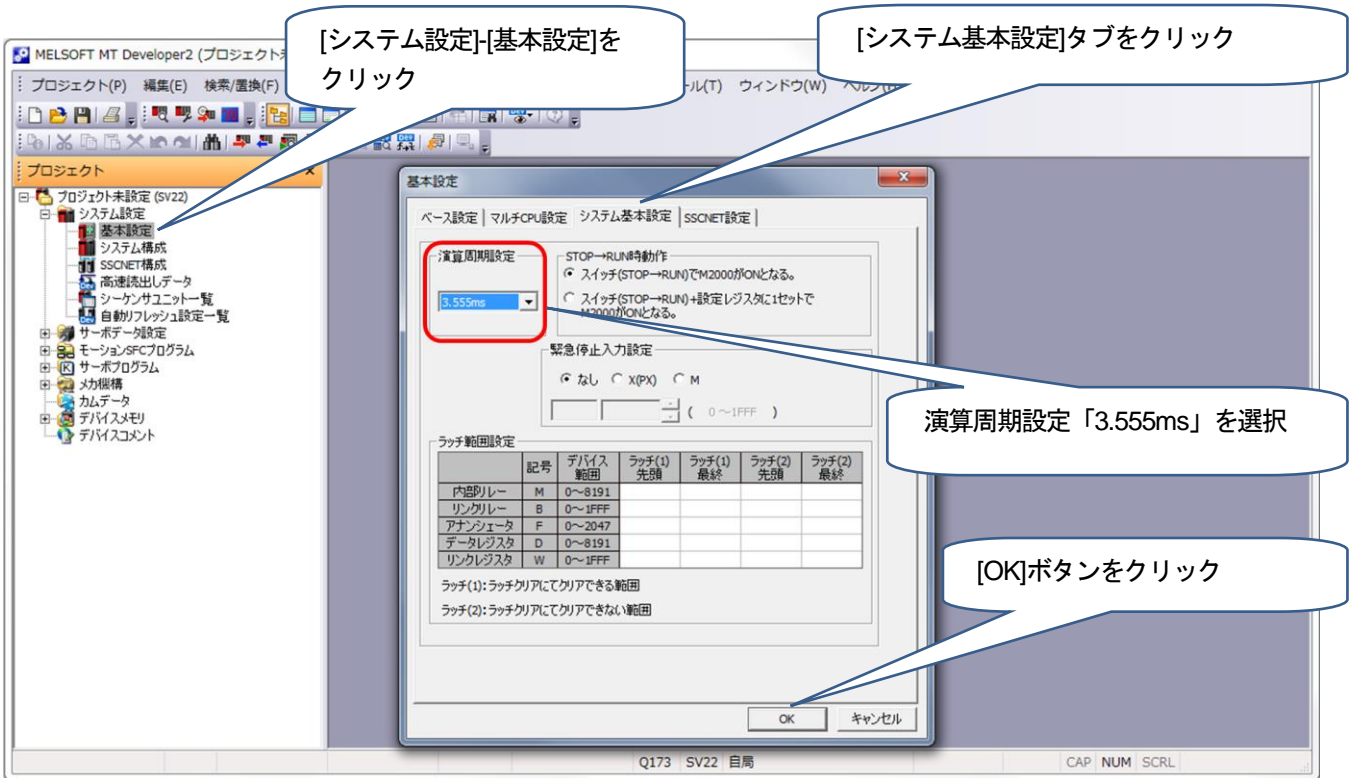 [システム設定]-[基本設定]を
クリック
[システム基本設定]タブをクリック
MELSOFT MT Developer2 (プロジェクト
プロジェクト(P) 編集(E) 検索/置換(F)
ル(T) ウィンドウ(W)
プロジェクト
プロジェクト未設定 (SV22)
システム設定
基本設定
システム構成
SSCNET構成
高速読出しデータ
シーケンサユニット一覧
自動リフレッシュ設定一覧
サーボデータ設定
モーションSFCプログラム
サーボプログラム
メカ機構
カムデータ
デバイスメモリ
デバイスコメント
基本設定
ベース設定 マルチCPU設定 システム基本設定 SSCNET設定
演算周期設定
3.555ms
STOP→RUN時動作
スイッチ(STOP→RUN)でM2000がONとなる。
スイッチ(STOP→RUN)+設定レジスタに1セットで
M2000がONとなる。
緊急停止入力設定
なし X(PX) M
( 0～1FFF )
演算周期設定「3.555ms」を選択
ラッチ範囲設定
記号 デバイス範囲 ラッチ(1)先頭 ラッチ(1)最終 ラッチ(2)先頭 ラッチ(2)最終
内部リレー M 0～8191
リンクリレー B 0～1FFF
アナンシェータ F 0～2047
データレジスタ D 0～8191
リンクレジスタ W 0～1FFF
ラッチ(1):ラッチクリアにてクリアできる範囲
ラッチ(2):ラッチクリアにてクリアできない範囲
[OK]ボタンをクリック
OK キャンセル
Q173 SV22 自局 CAP NUM SCRL